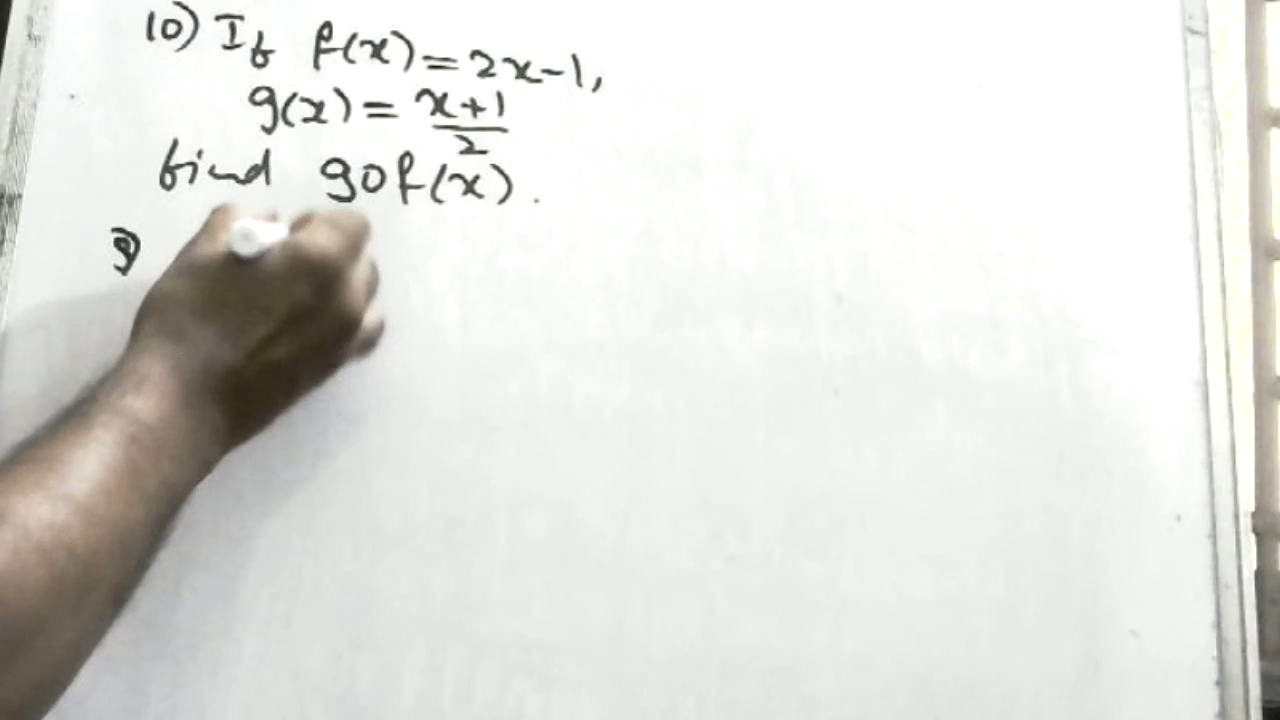 10) If f(x) = 2x-1,
g(x) = x+1/2
find gof(x).